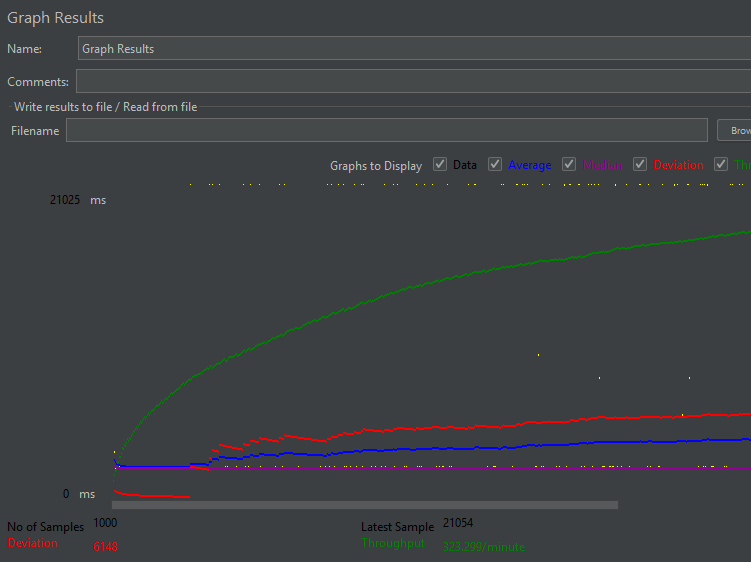 Graph Results
Name: Graph Results
Comments:
Write results to file / Read from file
Filename Brow
Graphs to Display Data Average Median Deviation Thr
21025 ms
0 ms
No of Samples 1000 Latest Sample 21054
Deviation 6148 Throughput 323.299/minute